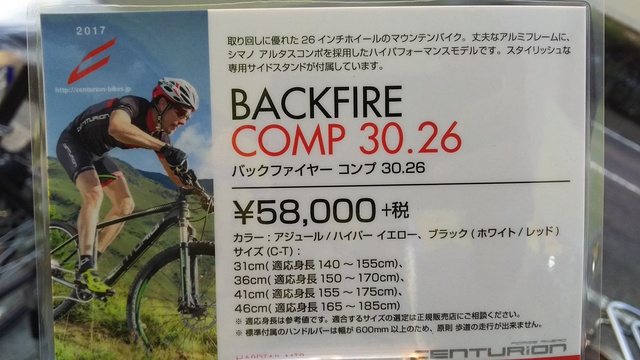 2017
http://centurion-bikes.jp
取り回しに優れた 26 インチホイールのマウンテンバイク。丈夫なアルミフレームに、
シマノ アルタスコンポを採用したハイパフォーマンスモデルです。スタイリッシュな
専用サイドスタンドが付属しています。
BACKFIRE
COMP 30.26
バックファイヤー コンプ 30.26
¥58,000 +税
カラー : アジュール / ハイパー イエロー、ブラック ( ホワイト / レッド )
サイズ (C-T) :
31cm( 適応身長 140 〜 155cm)、
36cm( 適応身長 150 〜 170cm)、
41cm( 適応身長 155 〜 175cm)、
46cm( 適応身長 165 〜 185cm)
※ 適応身長は参考値です。適合するサイズの選定は正規販売店にご相談ください。
※ 標準付属のハンドルバーは幅が 600mm 以上のため、原則 歩道の走行が出来ません。
CENTURION